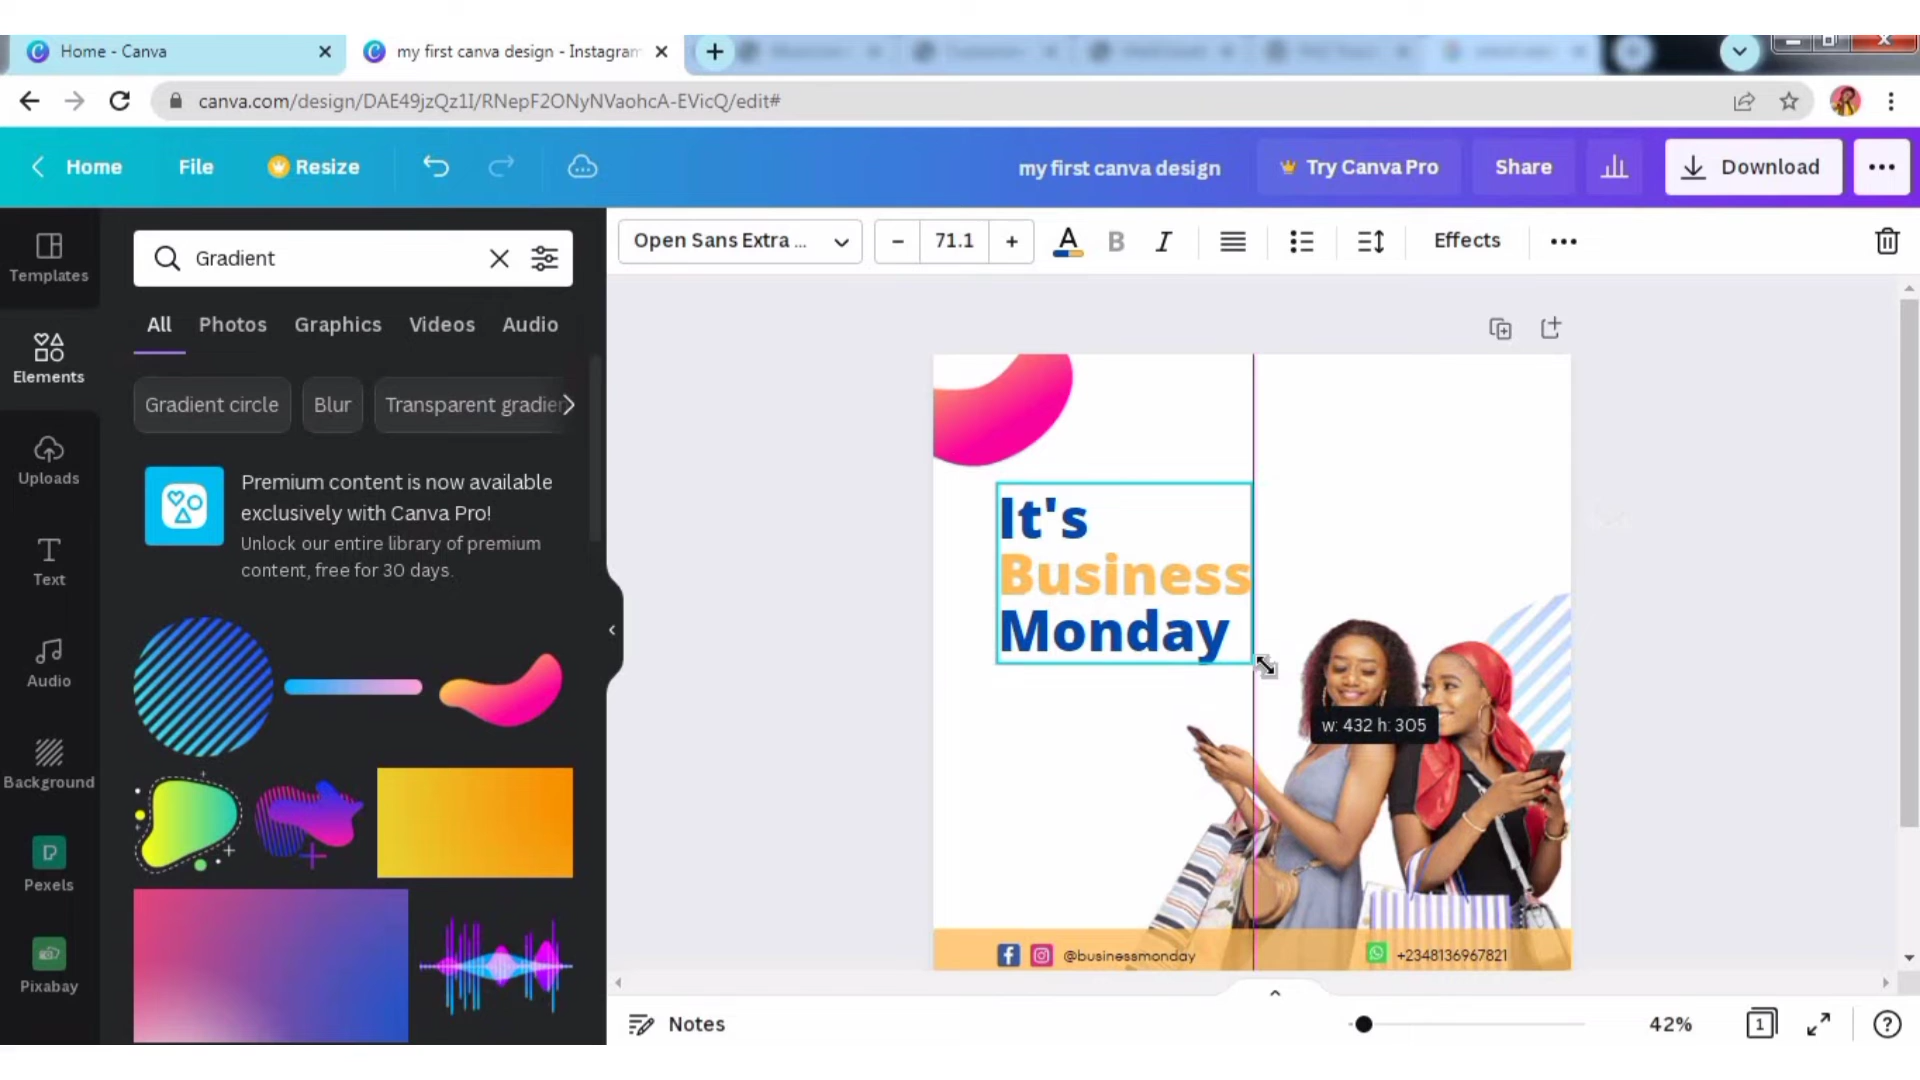 Home - Canva
my first canva design - Instagram
canva.com/design/DAE49jzQz1I/RNepF2ONyNVaohcA-EVicQ/edit#
Home File Resize my first canva design Try Canva Pro Share Download
Templates
Elements
Uploads
Text
Audio
Background
Pexels
Pixabay
Gradient
All Photos Graphics Videos Audio
Gradient circle Blur Transparent gradie
Premium content is now available
exclusively with Canva Pro!
Unlock our entire library of premium
content, free for 30 days.
Open Sans Extra ... − 71.1 + A B I Effects
It's
Business
Monday
w: 432 h: 305
@businessmonday +2348136967821
Notes 42% 1